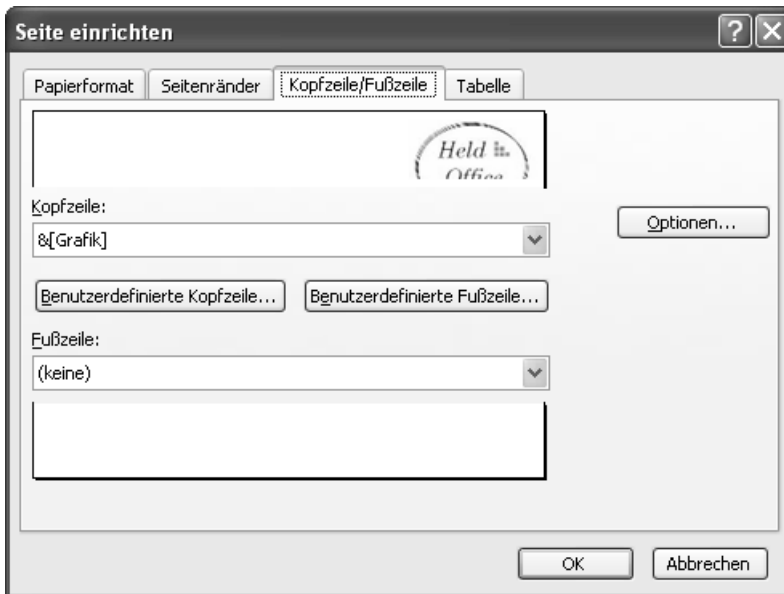 Seite einrichten
Papierformat Seitenränder Kopfzeile/Fußzeile Tabelle
Held
Office
Kopfzeile:
&[Grafik]
Optionen...
Benutzerdefinierte Kopfzeile... Benutzerdefinierte Fußzeile...
Fußzeile:
(keine)
OK Abbrechen